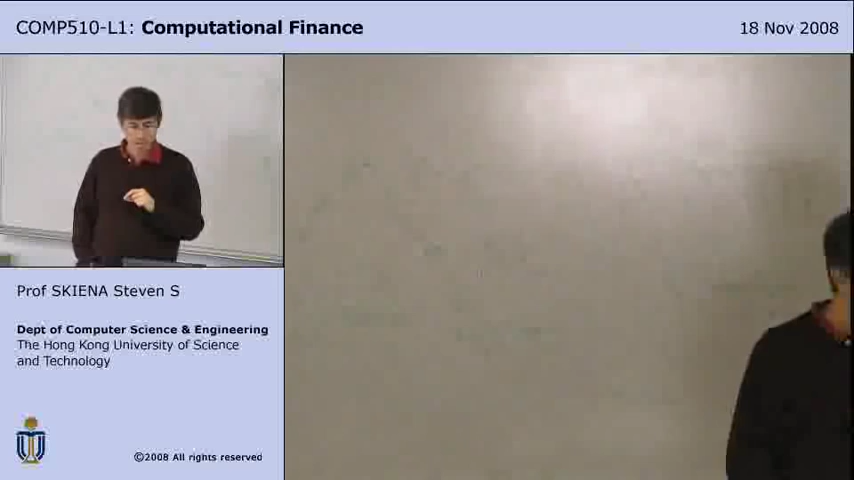 COMP510-L1: Computational Finance
18 Nov 2008
Prof SKIENA Steven S
Dept of Computer Science & Engineering
The Hong Kong University of Science
and Technology
©2008 All rights reserved